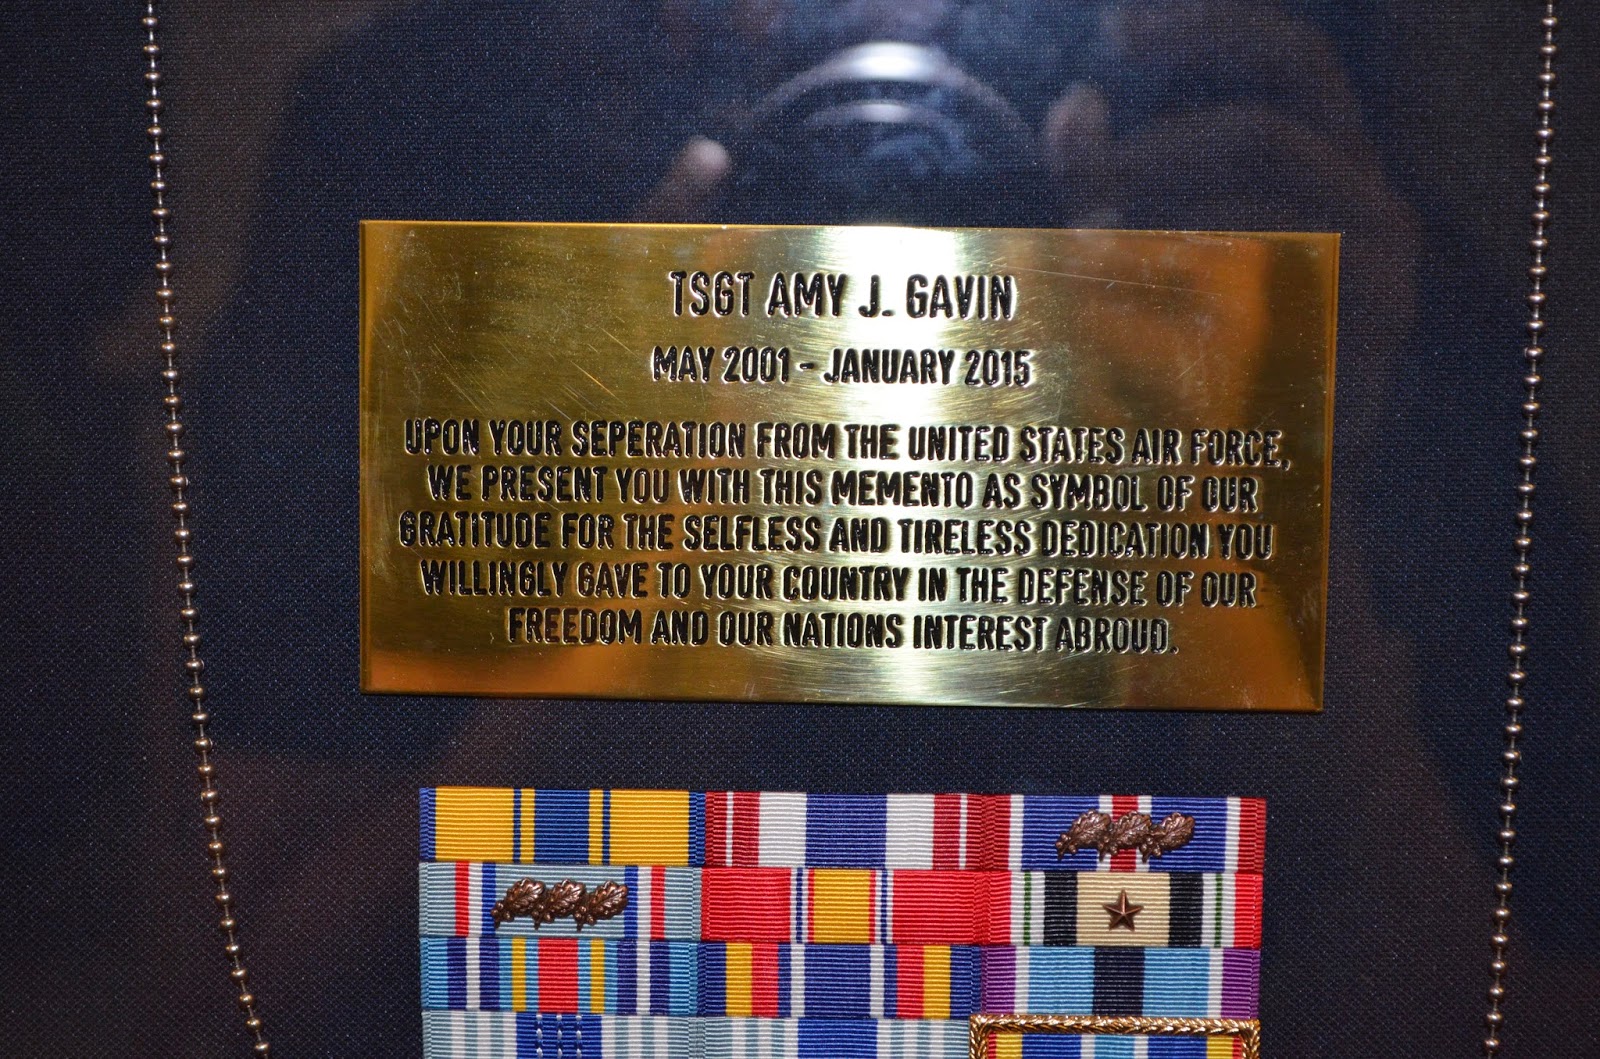 TSGT AMY J. GAVIN
MAY 2001 - JANUARY 2015
UPON YOUR SEPERATION FROM THE UNITED STATES AIR FORCE,
WE PRESENT YOU WITH THIS MEMENTO AS SYMBOL OF OUR
GRATITUDE FOR THE SELFLESS AND TIRELESS DEDICATION YOU
WILLINGLY GAVE TO YOUR COUNTRY IN THE DEFENSE OF OUR
FREEDOM AND OUR NATIONS INTEREST ABROUD.